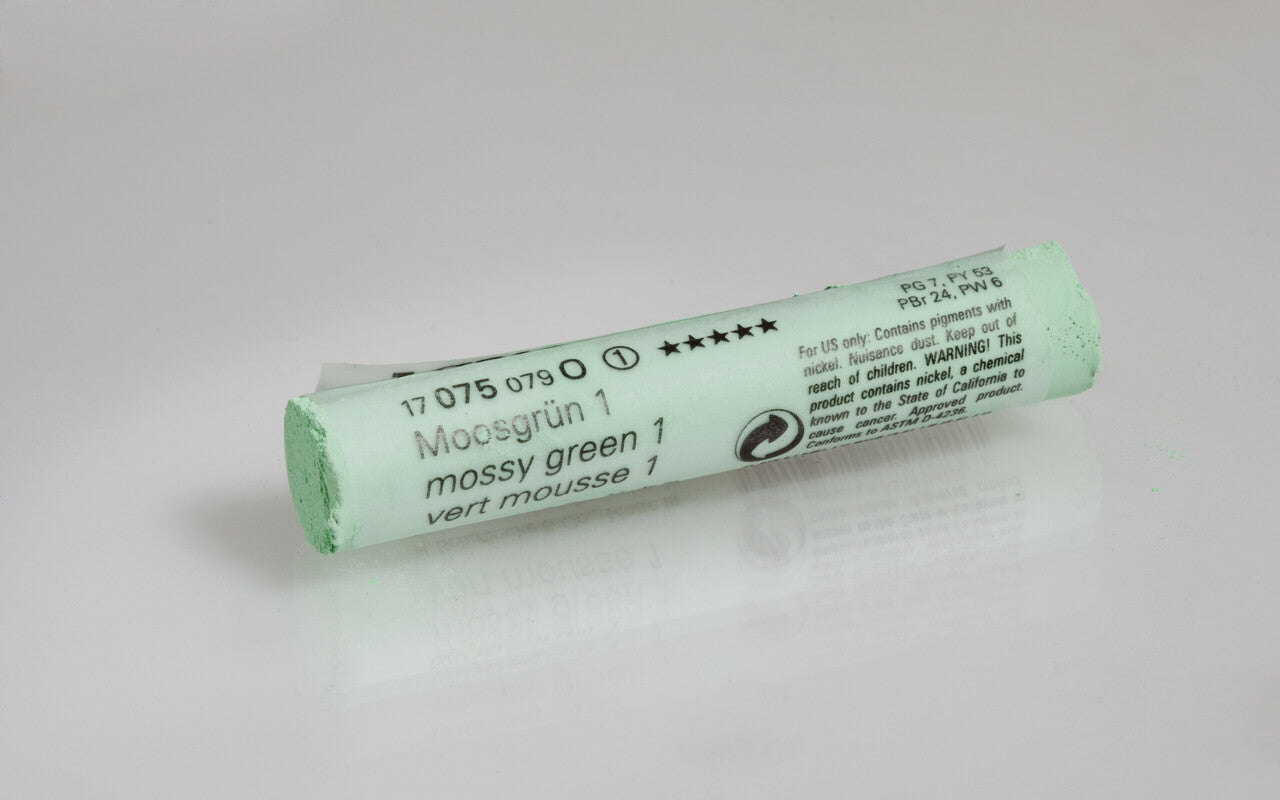 17 075 079 O ① ★★★★★
Moosgrün 1
mossy green 1
vert mousse 1
PG 7, PY 53
PBr 24, PW 6
For US only: Contains pigments with
nickel. Nuisance dust. Keep out of
reach of children. WARNING! This
product contains nickel, a chemical
known to the State of California to
cause cancer. Approved product.
Conforms to ASTM D-4236.